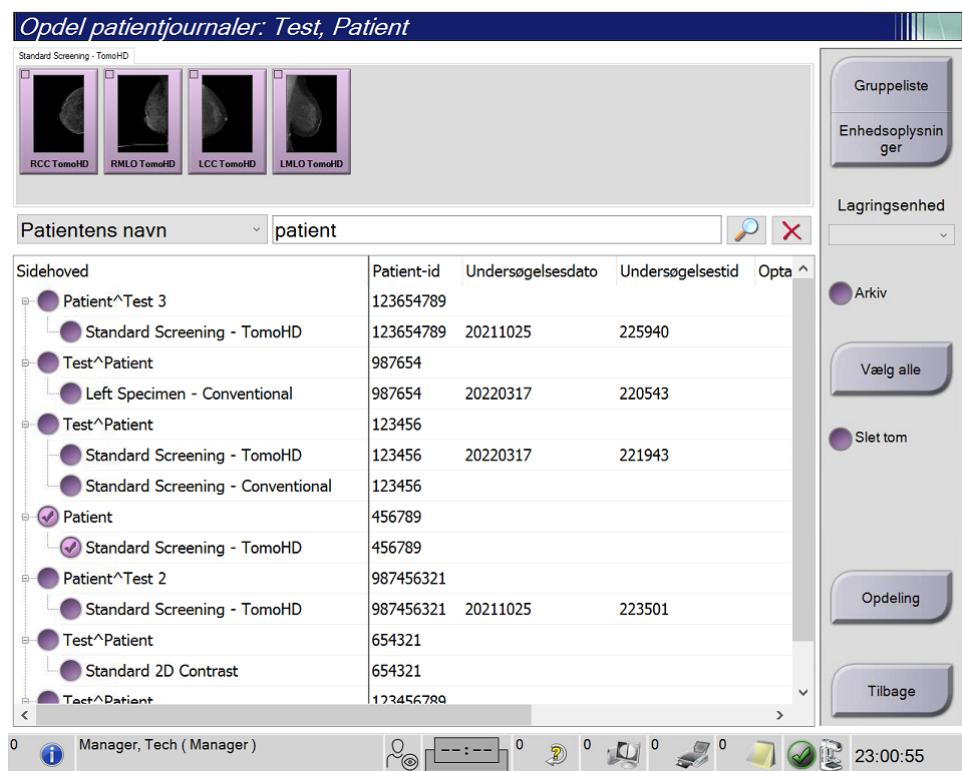 Opdel patientjournaler: Test, Patient
Standard Screening - TomoHD
RCC TomoHD RMLO TomoHD LCC TomoHD LMLO TomoHD
Gruppeliste
Enhedsoplysnin
ger
Lagringsenhed
Patientens navn patient
Sidehoved Patient-id Undersøgelsesdato Undersøgelsestid Opta
Patient^Test 3 123654789
Standard Screening - TomoHD 123654789 20211025 225940
Test^Patient 987654
Left Specimen - Conventional 987654 20220317 220543
Test^Patient 123456
Standard Screening - TomoHD 123456 20220317 221943
Standard Screening - Conventional 123456
Patient 456789
Standard Screening - TomoHD 456789
Patient^Test 2 987456321
Standard Screening - TomoHD 987456321 20211025 223501
Test^Patient 654321
Standard 2D Contrast 654321
Test^Patient 123456789
Arkiv
Vælg alle
Slet tom
Opdeling
Tilbage
0 Manager, Tech ( Manager ) --:-- 0 0 0 0 23:00:55